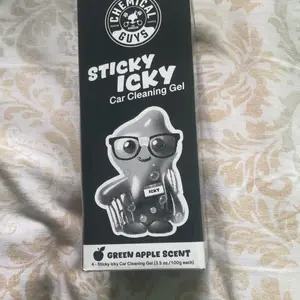 CHEMICAL
GUYS
STICKY
ICKY
Car Cleaning Gel
ICKY
GREEN APPLE SCENT
4 - Sticky Icky Car Cleaning Gel (3.5 oz./100g each)